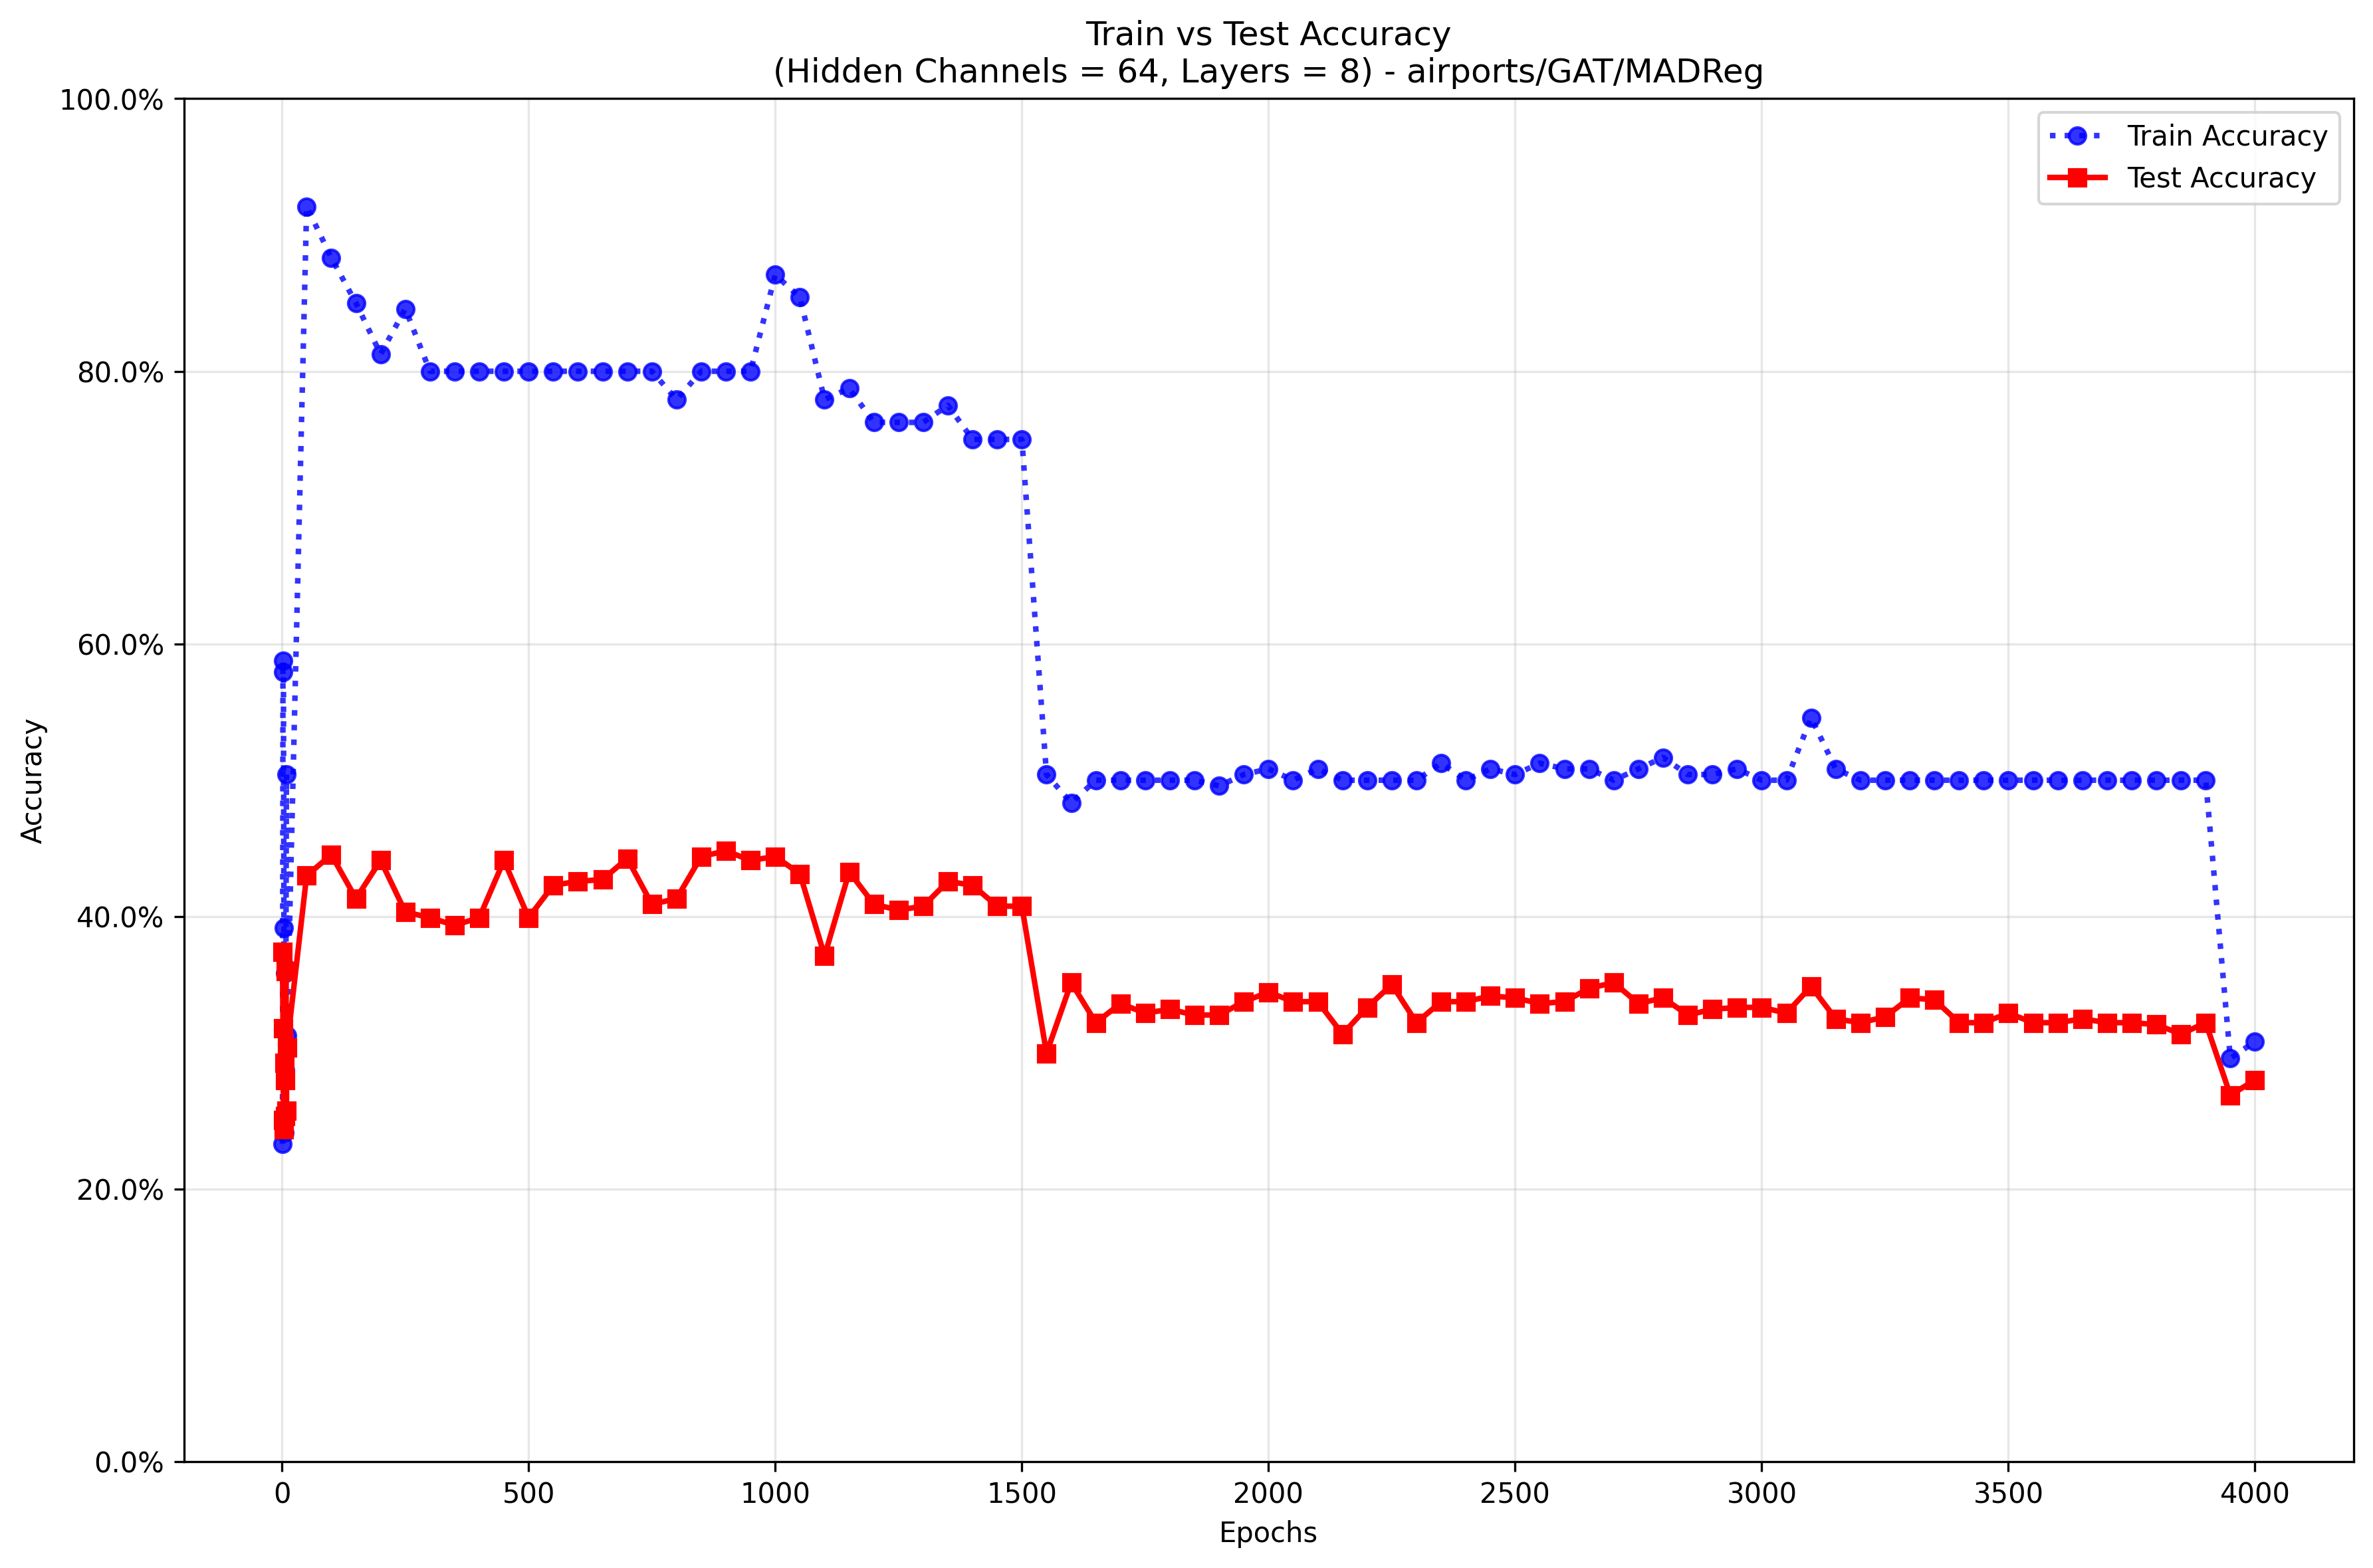 Train vs Test Accuracy
(Hidden Channels = 64, Layers = 8) - airports/GAT/MADReg
100.0%
80.0%
60.0%
40.0%
20.0%
0.0%
Accuracy
Train Accuracy
Test Accuracy
0
500
1000
1500
2000
2500
3000
3500
4000
Epochs